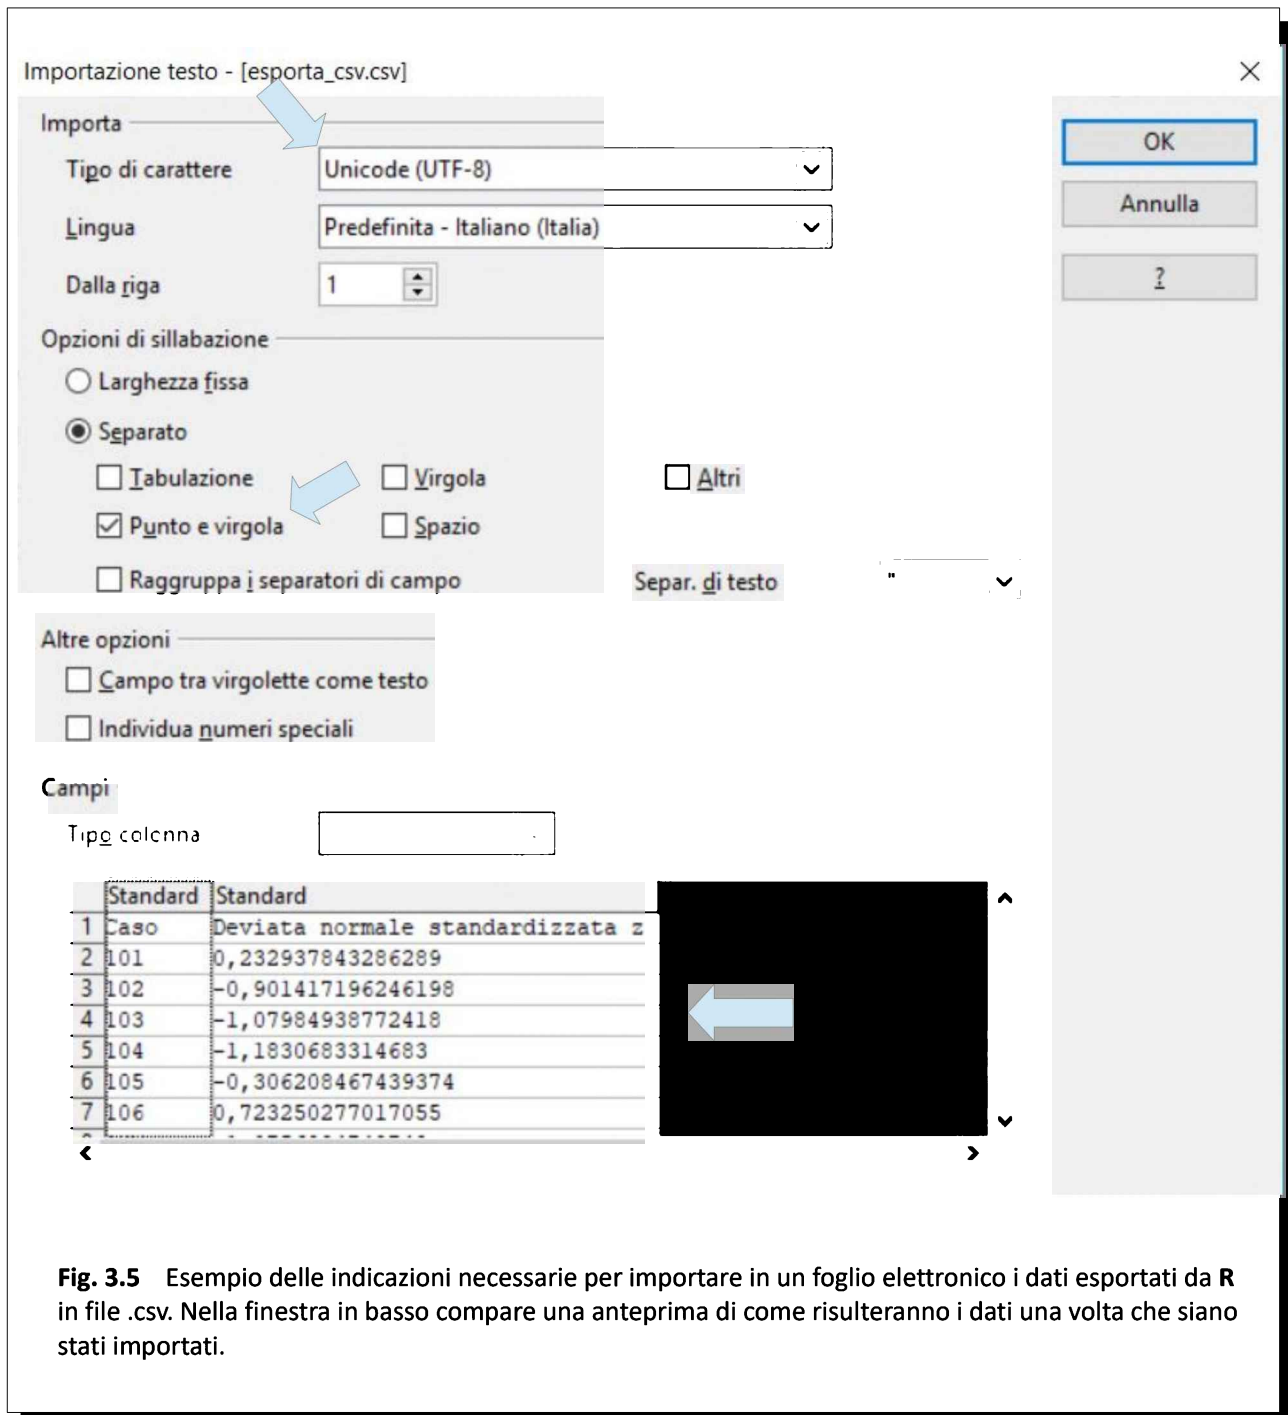 Importazione testo - [esporta_csv.csv]
Importa
Tipo di carattere Unicode (UTF-8)
Lingua Predefinita - Italiano (Italia)
Dalla riga 1
Opzioni di sillabazione
Larghezza fissa
Separato
Tabulazione Virgola Altri
Punto e virgola Spazio
Raggruppa i separatori di campo Separ. di testo "
Altre opzioni
Campo tra virgolette come testo
Individua numeri speciali
Campi
Tipo colonna
Standard Standard
1 Caso Deviata normale standardizzata z
2 101 0,232937843286289
3 102 -0,901417196246198
4 103 -1,07984938772418
5 104 -1,1830683314683
6 105 -0,306208467439374
7 106 0,723250277017055
OK
Annulla
?
Fig. 3.5 Esempio delle indicazioni necessarie per importare in un foglio elettronico i dati esportati da R
in file .csv. Nella finestra in basso compare una anteprima di come risulteranno i dati una volta che siano
stati importati.